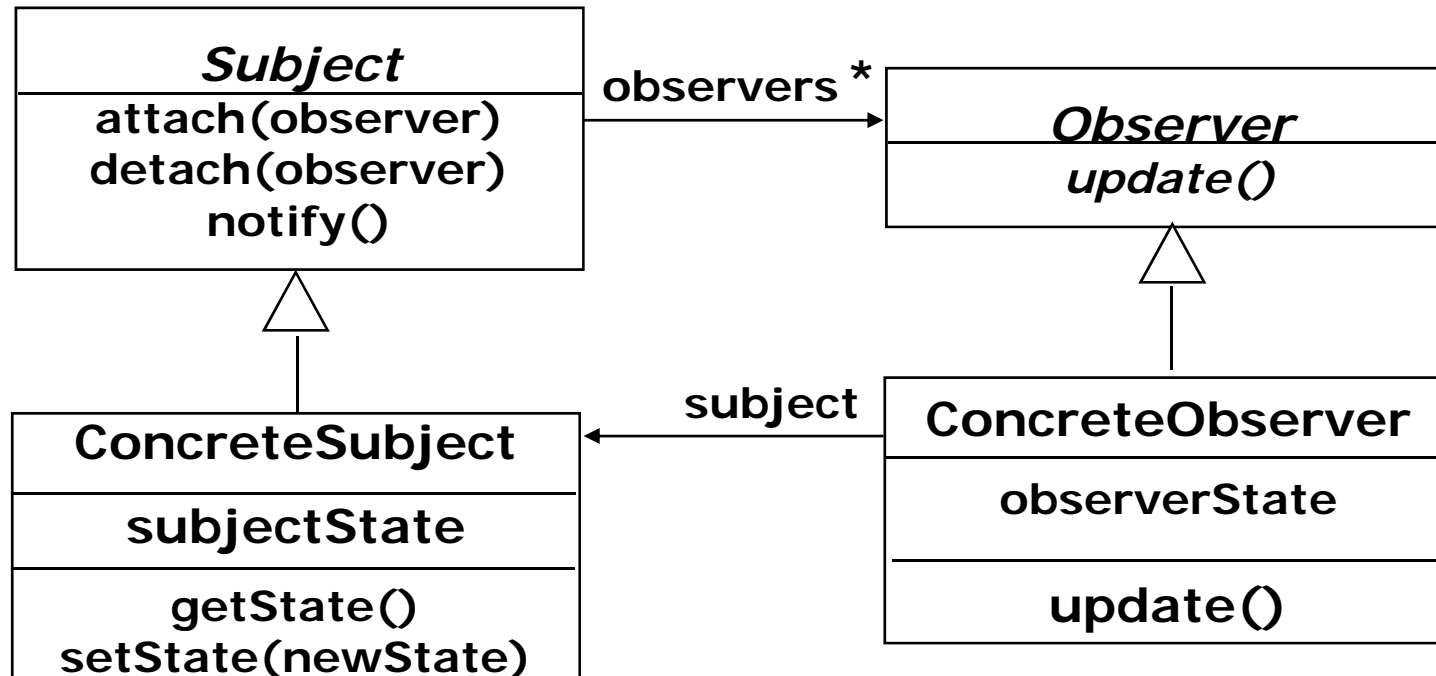 Subject
attach(observer)
detach(observer)
notify()
observers *
Observer
update()
ConcreteSubject
subjectState
getState()
setState(newState)
subject
ConcreteObserver
observerState
update()